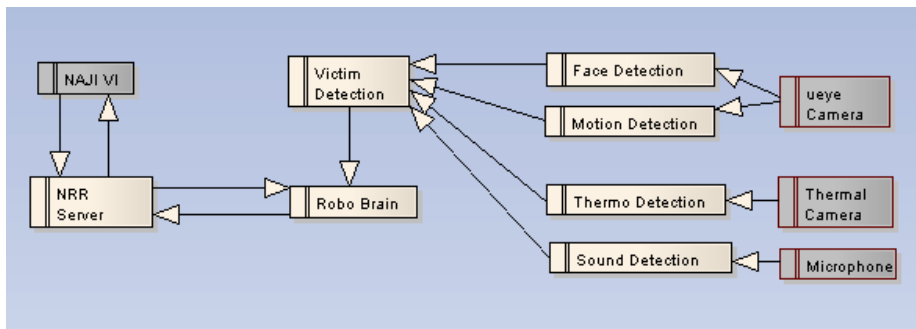 NAJI VI
Victim
Detection
Face Detection
ueye
Camera
Motion Detection
NRR
Server
Robo Brain
Thermo Detection
Thermal
Camera
Sound Detection
Microphone